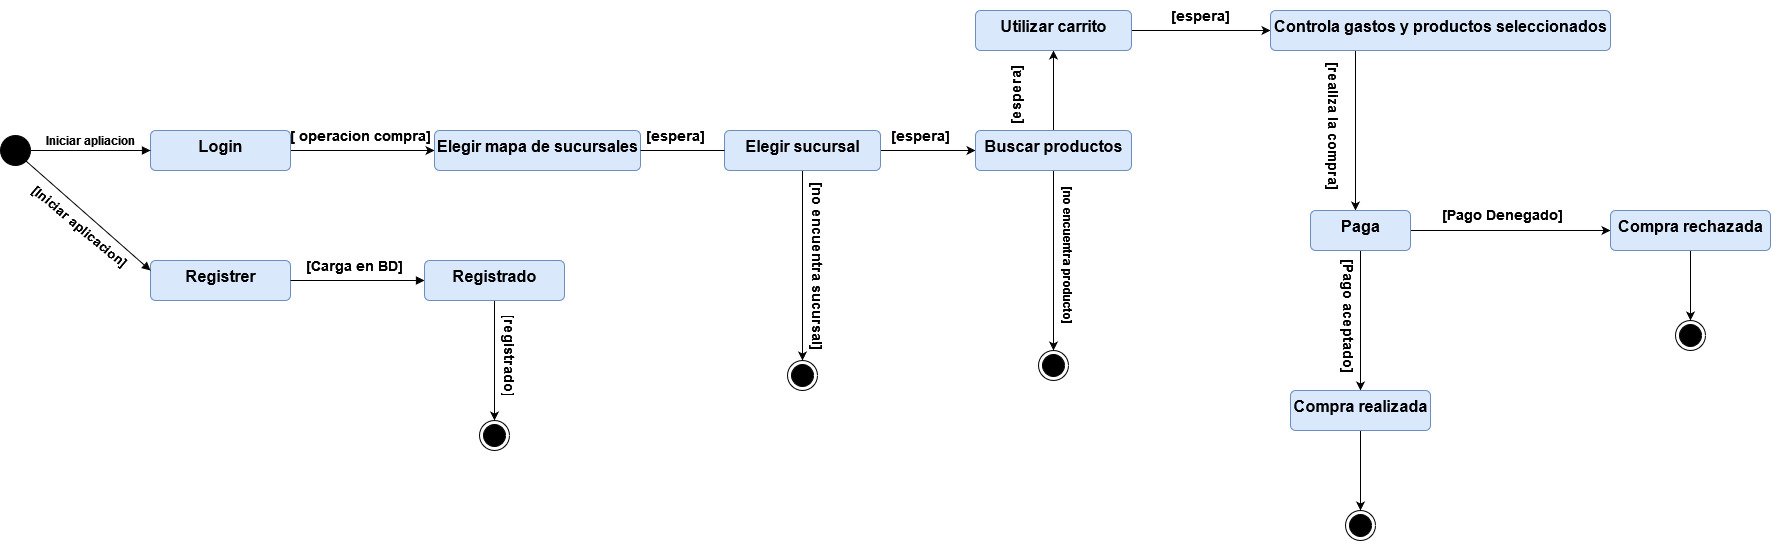 Utilizar carrito
[espera]
Controla gastos y productos seleccionados
[espera]
[realiza la compra]
Iniciar apliacion
Login
[ operacion compra]
Elegir mapa de sucursales
[espera]
Elegir sucursal
[espera]
Buscar productos
[Iniciar aplicacion]
[no encuentra sucursal]
[no encuentra producto]
Paga
[Pago Denegado]
Compra rechazada
Registrer
[Carga en BD]
Registrado
[registrado]
[Pago aceptado]
Compra realizada